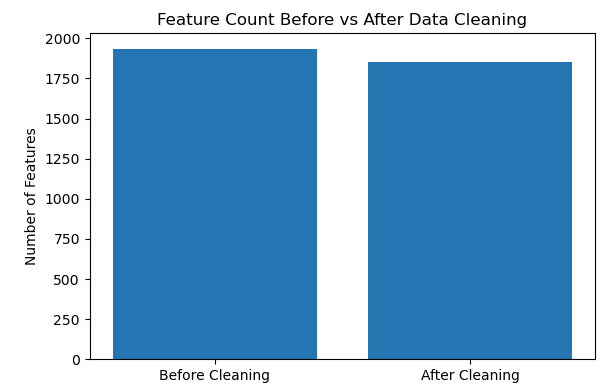 Feature Count Before vs After Data Cleaning
Number of Features
2000
1750
1500
1250
1000
750
500
250
0
Before Cleaning
After Cleaning